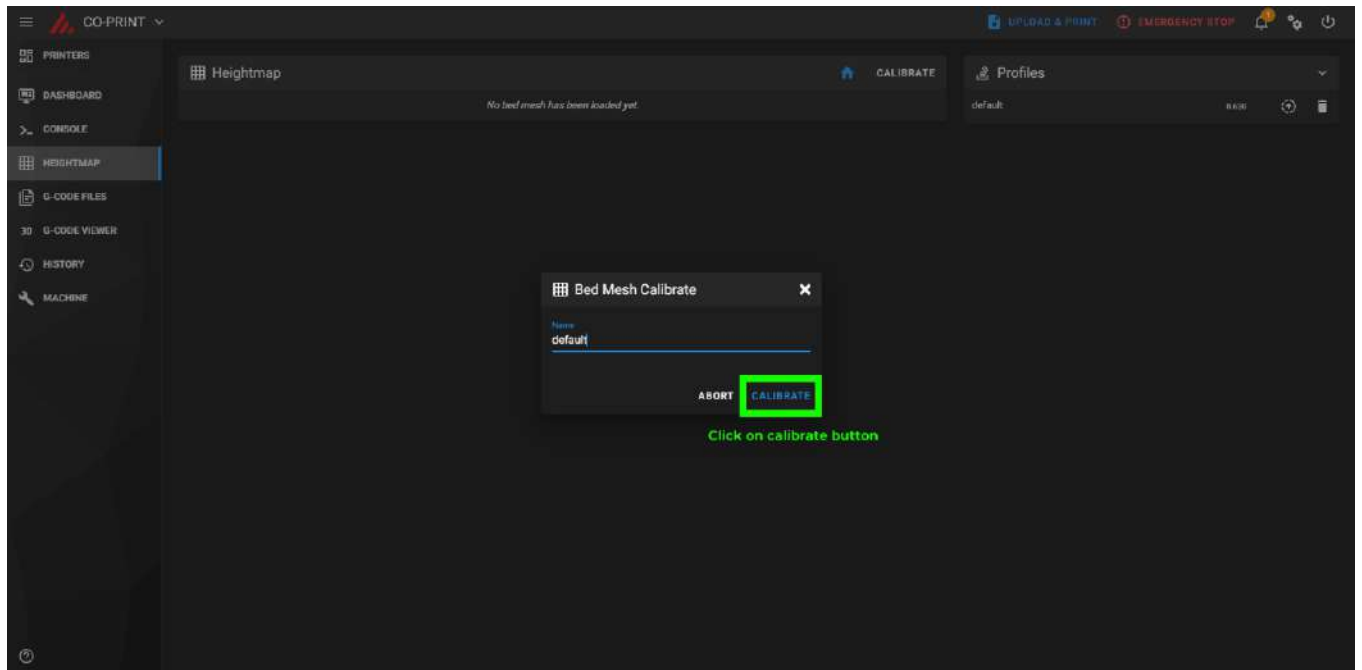 CO-PRINT
UPLOAD & PRINT
EMERGENCY STOP
PRINTERS
DASHBOARD
CONSOLE
HEIGHTMAP
G-CODE FILES
3D G-CODE VIEWER
HISTORY
MACHINE
Heightmap
CALIBRATE
No bed mesh has been loaded yet.
Profiles
default
Bed Mesh Calibrate
Name
default
ABORT
CALIBRATE
Click on calibrate button